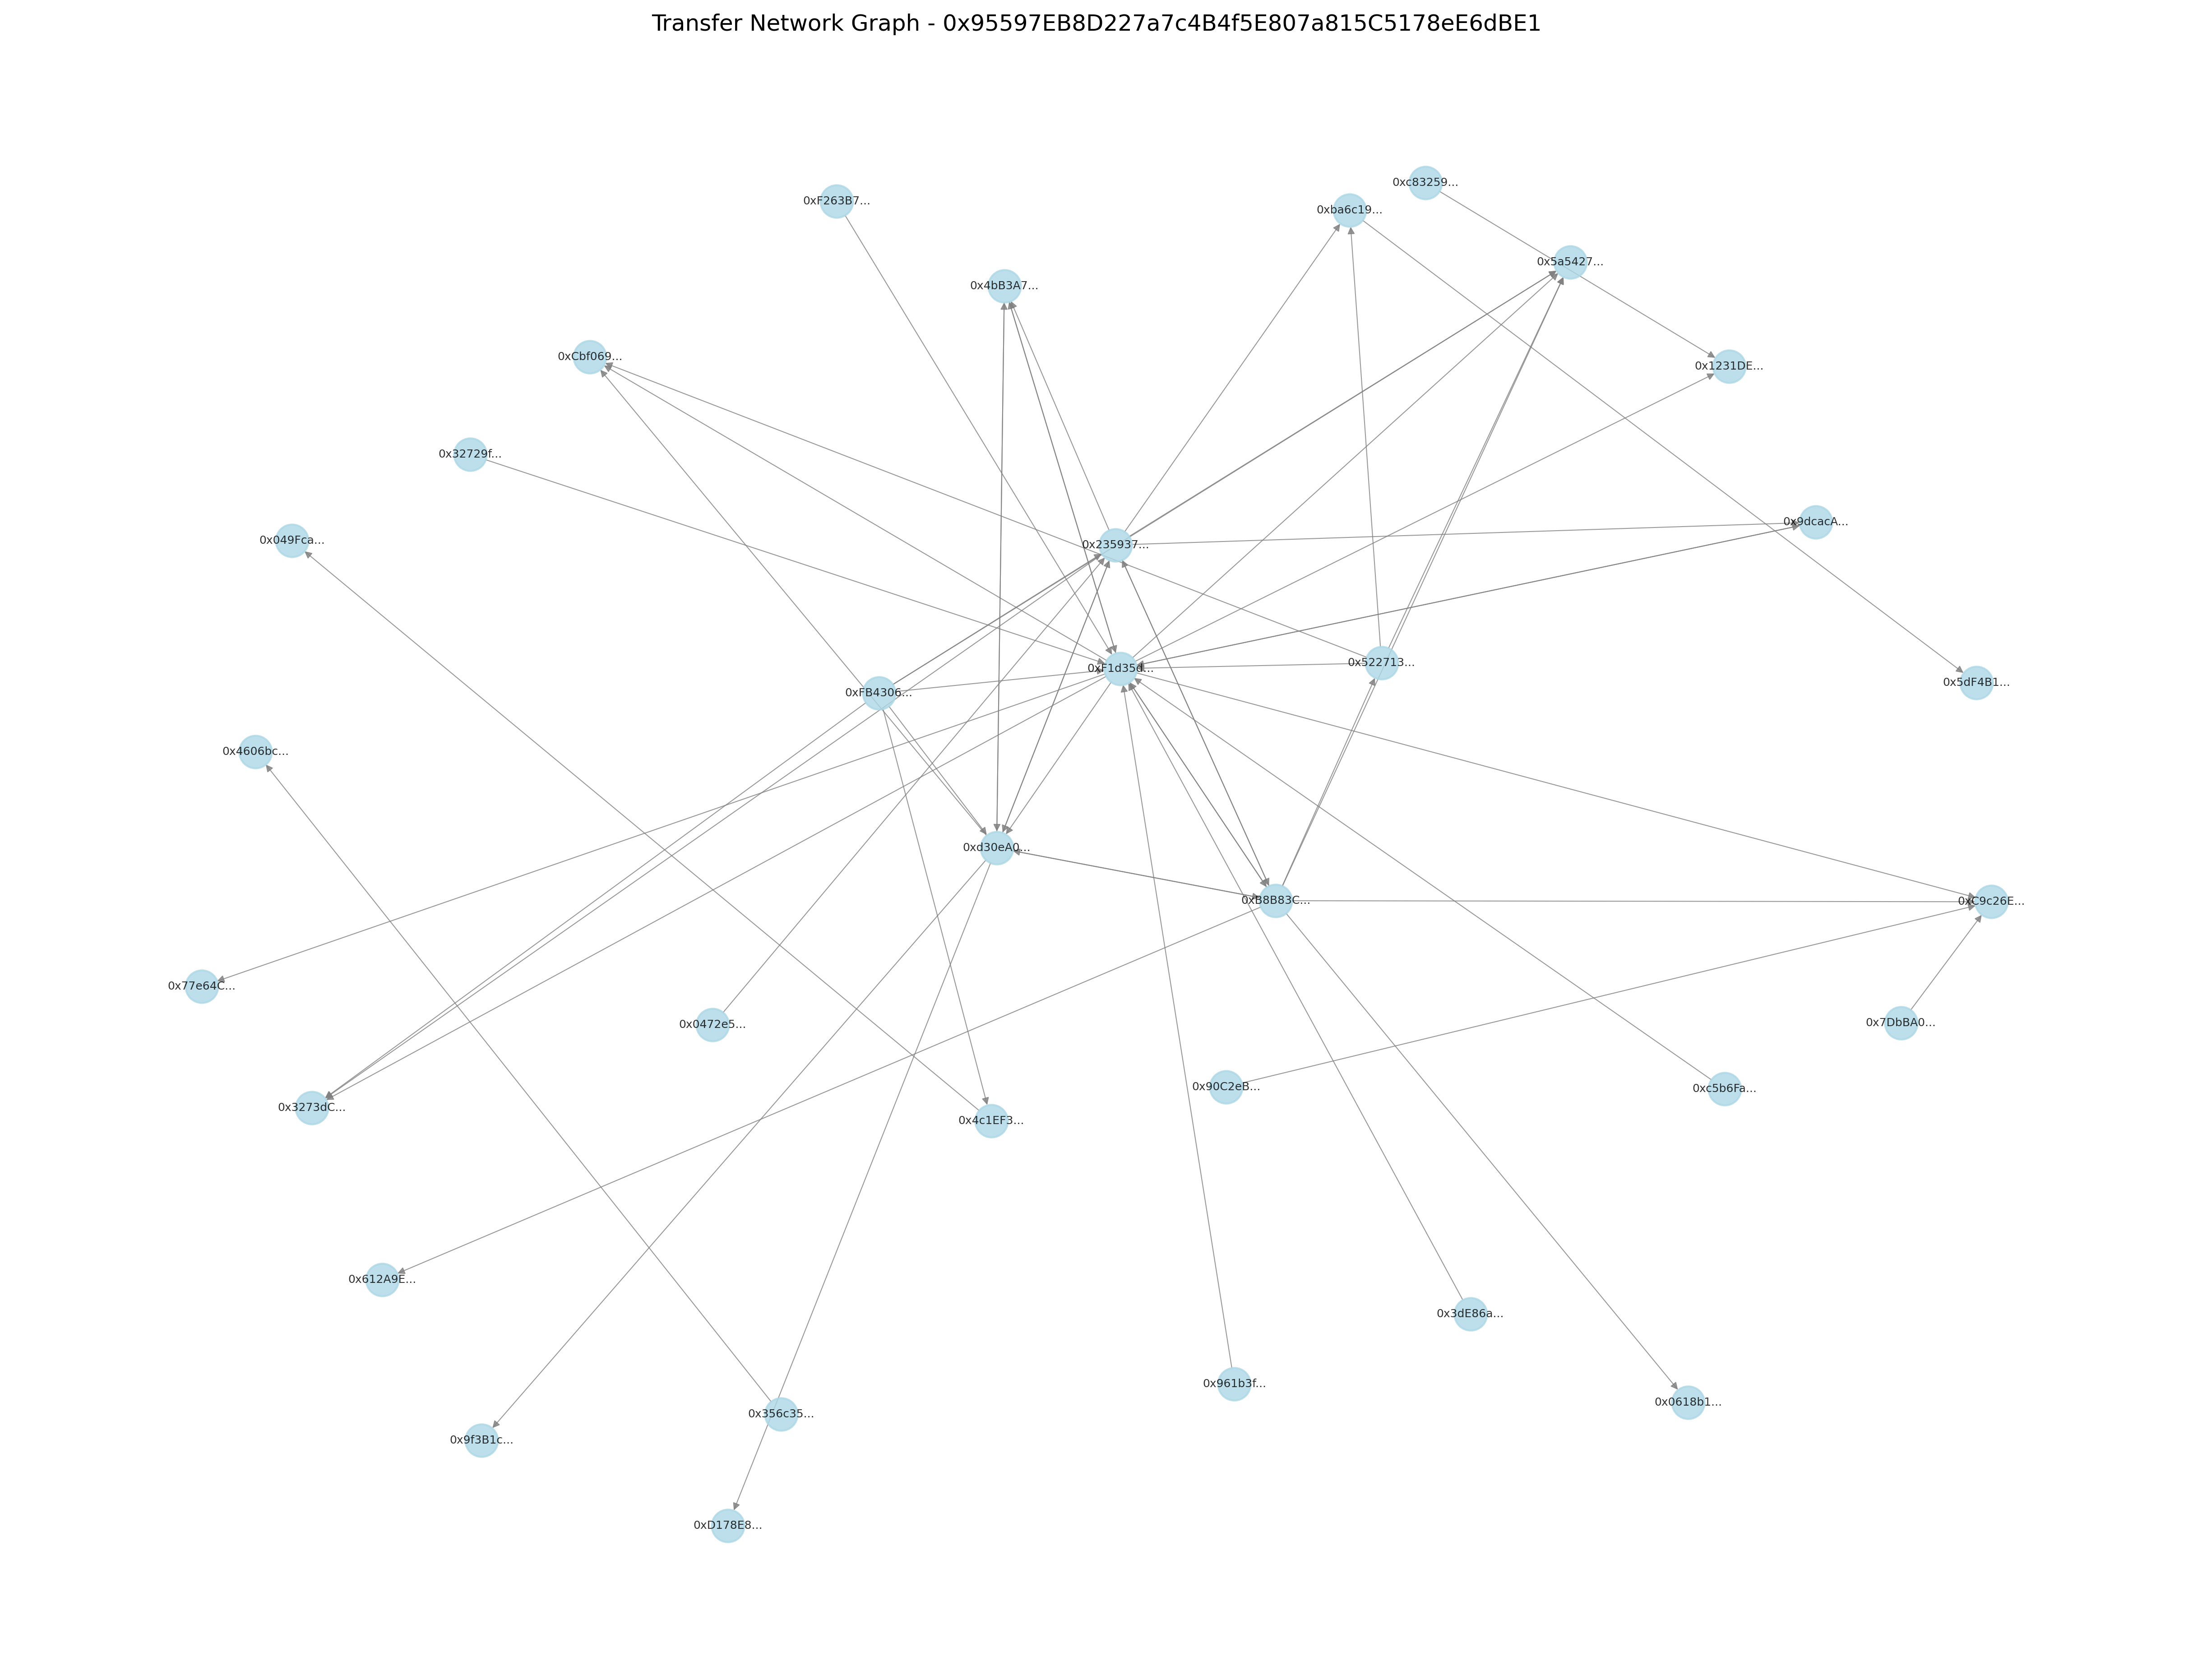 Transfer Network Graph - 0x95597EB8D227a7c4B4f5E807a815C5178eE6dBE1
0xc83259...
0xF263B7...
0xba6c19...
0x5a5427...
0x4bB3A7...
0xCbf069...
0x1231DE...
0x32729f...
0x9dcacA...
0x049Fca...
0x235937...
0x522713...
0xF1d35d...
0x5dF4B1...
0xFB4306...
0x4606bc...
0xd30eA0...
0xB8B83C...
0xC9c26E...
0x77e64C...
0x7DbBA0...
0x0472e5...
0x90C2eB...
0xc5b6Fa...
0x3273dC...
0x4c1EF3...
0x612A9E...
0x3dE86a...
0x961b3f...
0x0618b1...
0x356c35...
0x9f3B1c...
0xD178E8...